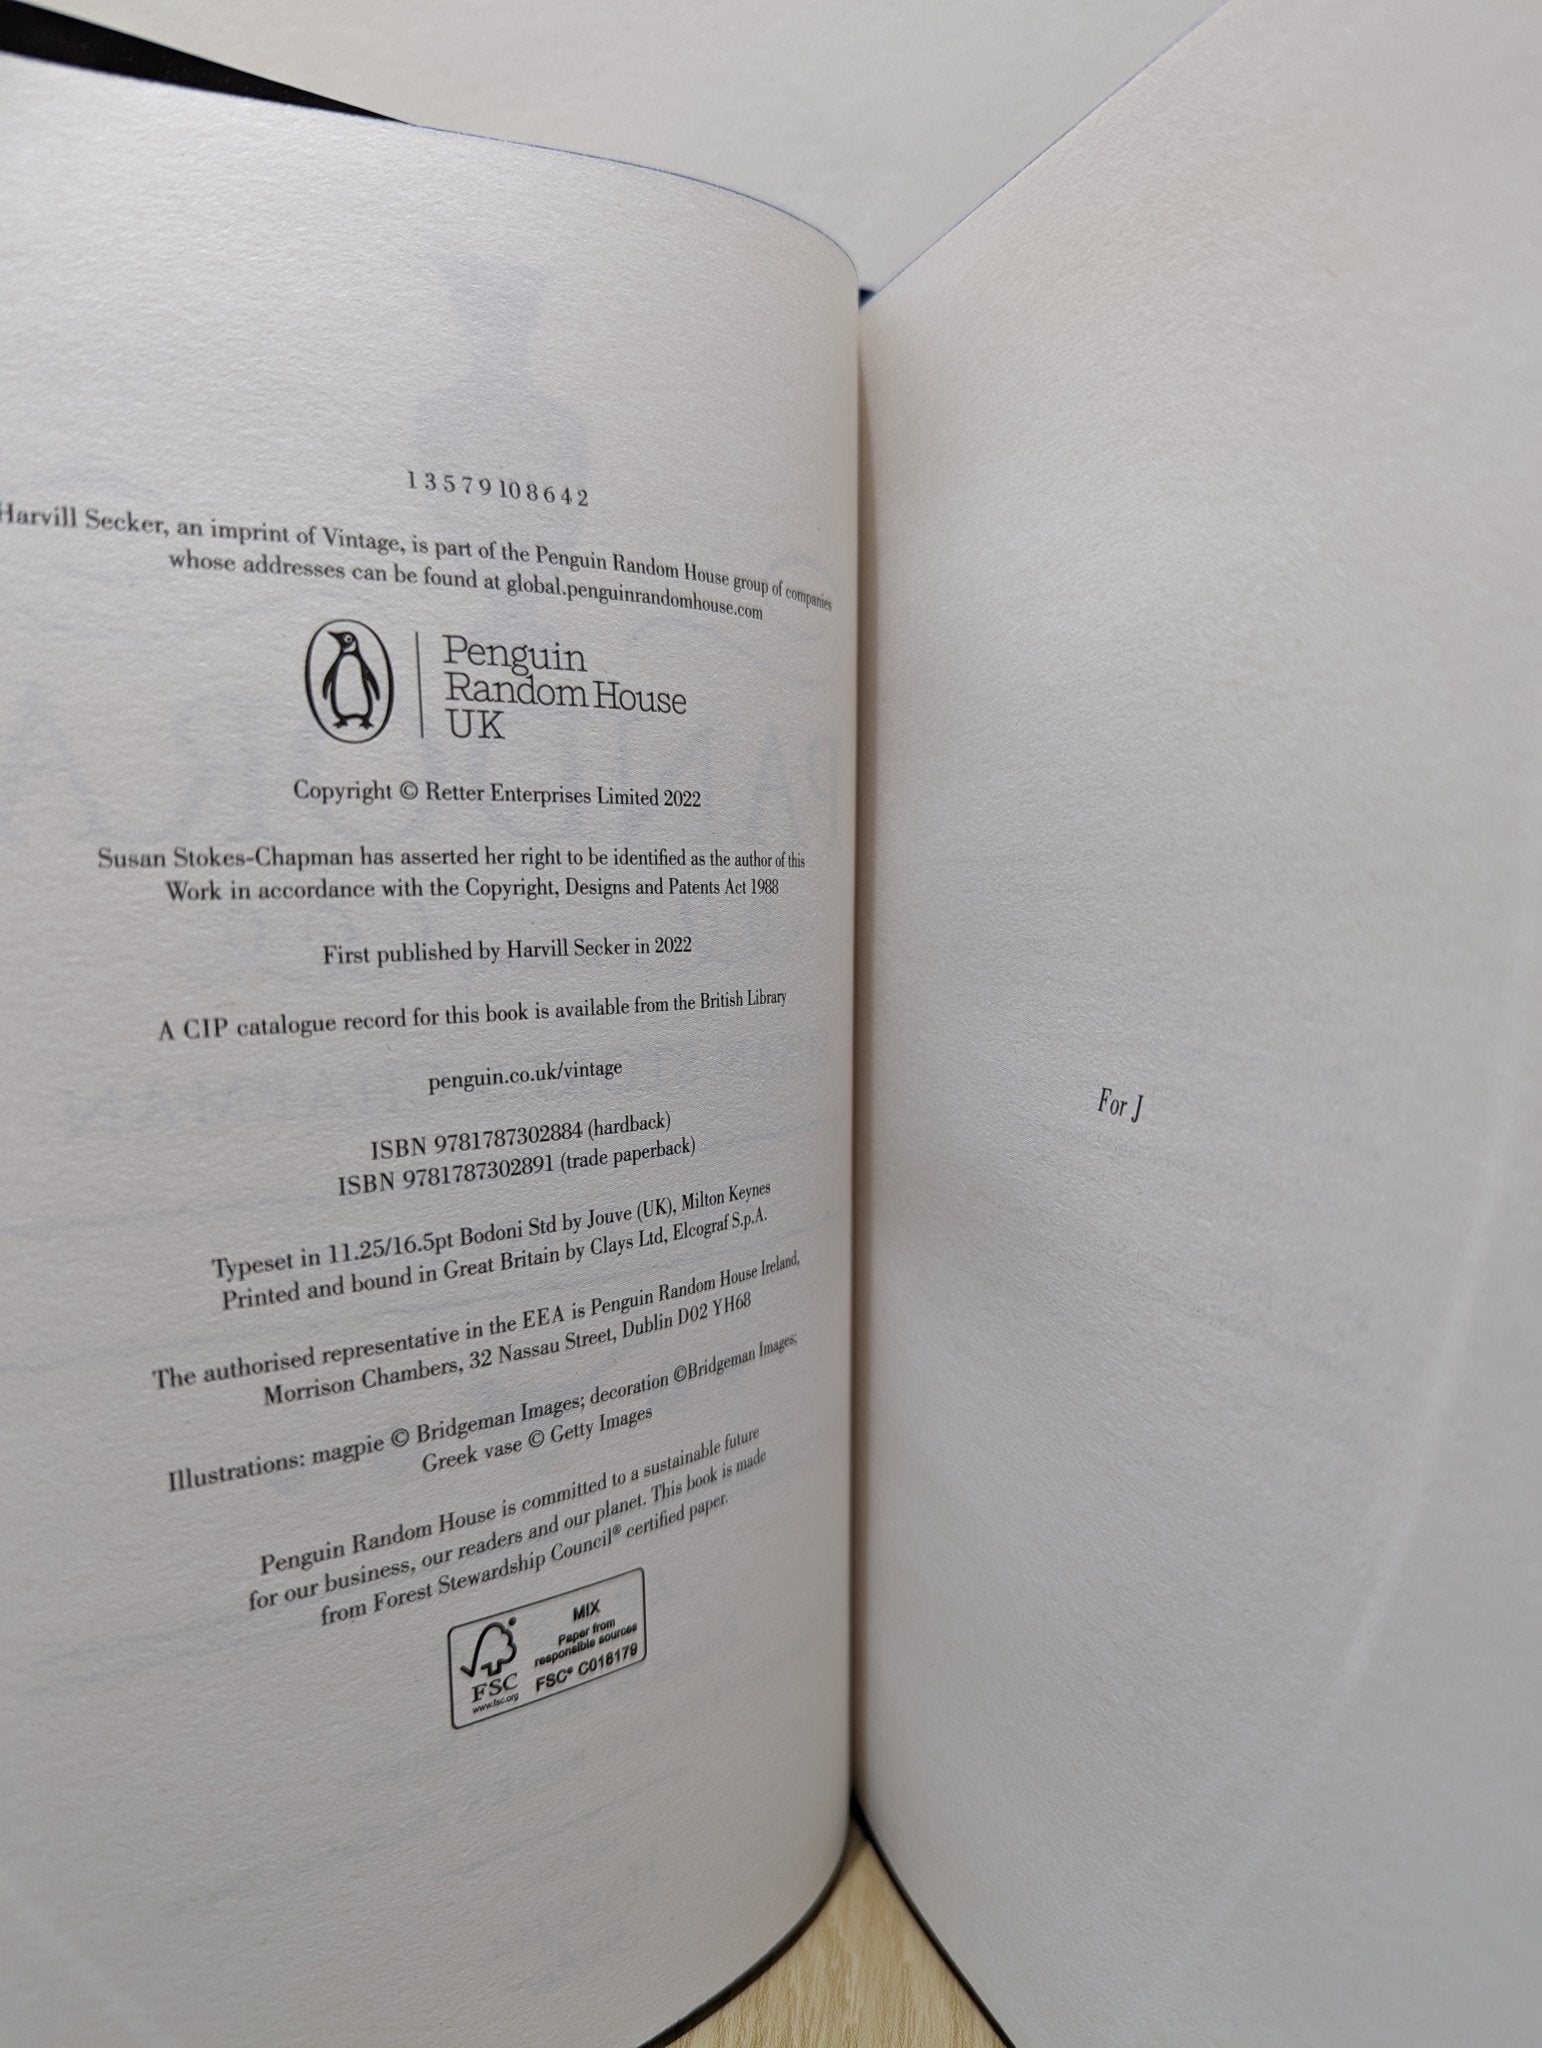 1 3 5 7 9 10 8 6 4 2
Harvill Secker, an imprint of Vintage, is part of the Penguin Random House group of companies
whose addresses can be found at global.penguinrandomhouse.com
Penguin
Random House
UK
Copyright © Retter Enterprises Limited 2022
Susan Stokes-Chapman has asserted her right to be identified as the author of this
Work in accordance with the Copyright, Designs and Patents Act 1988
First published by Harvill Secker in 2022
A CIP catalogue record for this book is available from the British Library
penguin.co.uk/vintage
ISBN 9781787302884 (hardback)
ISBN 9781787302891 (trade paperback)
Typeset in 11.25/16.5pt Bodoni Std by Jouve (UK), Milton Keynes
Printed and bound in Great Britain by Clays Ltd, Elcograf S.p.A.
The authorised representative in the EEA is Penguin Random House Ireland,
Morrison Chambers, 32 Nassau Street, Dublin D02 YH68
Illustrations: magpie © Bridgeman Images; decoration ©Bridgeman Images;
Greek vase © Getty Images
Penguin Random House is committed to a sustainable future
for our business, our readers and our planet. This book is made
from Forest Stewardship Council® certified paper.
FSC
www.fsc.org
MIX
Paper from
responsible sources
FSC® C018179
For J